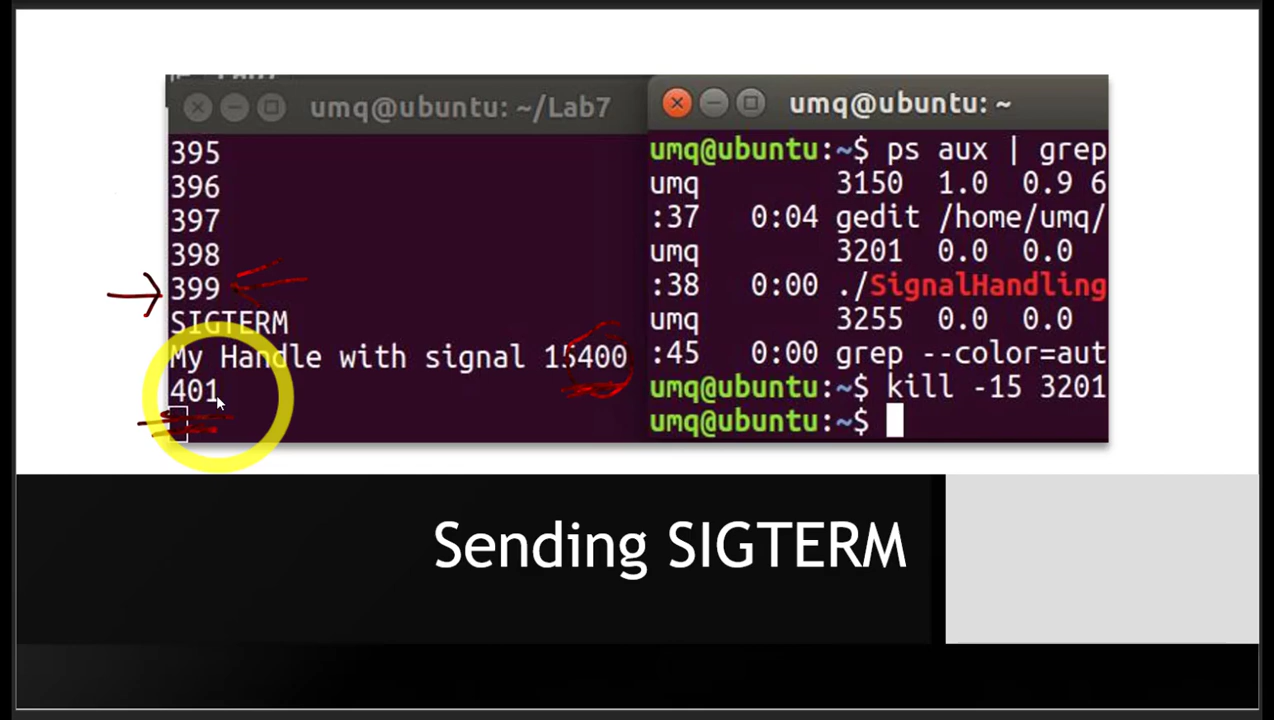 umq@ubuntu: ~/Lab7
395
396
397
398
399
SIGTERM
My Handle with signal 15400
401
umq@ubuntu: ~
umq@ubuntu:~$ ps aux | grep
umq 3150 1.0 0.9 6
:37 0:04 gedit /home/umq/
umq 3201 0.0 0.0
:38 0:00 ./SignalHandling
umq 3255 0.0 0.0
:45 0:00 grep --color=aut
umq@ubuntu:~$ kill -15 3201
umq@ubuntu:~$
Sending SIGTERM